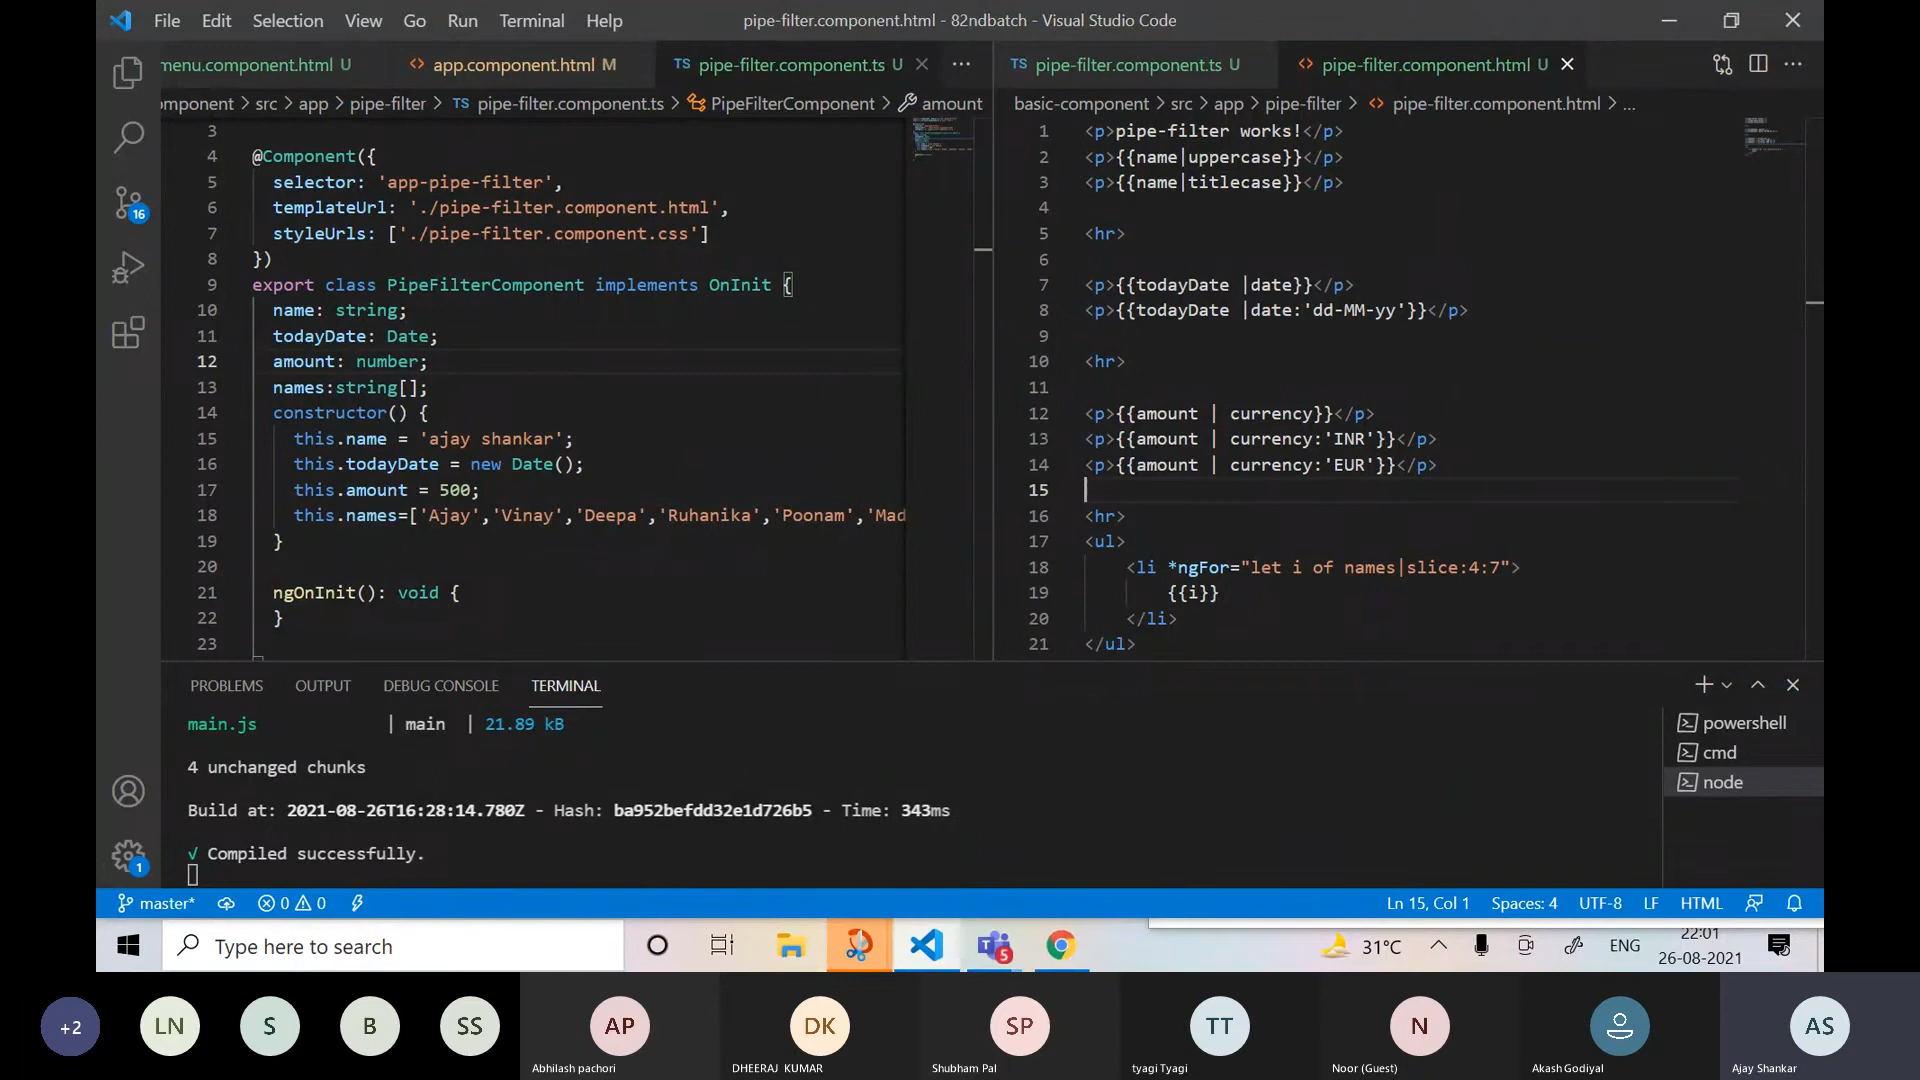 File Edit Selection View Go Run Terminal Help pipe-filter.component.html - 82ndbatch - Visual Studio Code
menu.component.html U app.component.html M TS pipe-filter.component.ts U
omponent > src > app > pipe-filter > TS pipe-filter.component.ts > PipeFilterComponent > amount
3
4 @Component({
5 selector: 'app-pipe-filter',
6 templateUrl: './pipe-filter.component.html',
7 styleUrls: ['./pipe-filter.component.css']
8 })
9 export class PipeFilterComponent implements OnInit {
10 name: string;
11 todayDate: Date;
12 amount: number;
13 names:string[];
14 constructor() {
15 this.name = 'ajay shankar';
16 this.todayDate = new Date();
17 this.amount = 500;
18 this.names=['Ajay','Vinay','Deepa','Ruhanika','Poonam','Mad
19 }
20
21 ngOnInit(): void {
22 }
23
TS pipe-filter.component.ts U pipe-filter.component.html U
basic-component > src > app > pipe-filter > pipe-filter.component.html > ...
1 <p>pipe-filter works!</p>
2 <p>{{name|uppercase}}</p>
3 <p>{{name|titlecase}}</p>
4
5 <hr>
6
7 <p>{{todayDate |date}}</p>
8 <p>{{todayDate |date:'dd-MM-yy'}}</p>
9
10 <hr>
11
12 <p>{{amount | currency}}</p>
13 <p>{{amount | currency:'INR'}}</p>
14 <p>{{amount | currency:'EUR'}}</p>
15
16 <hr>
17 <ul>
18 <li *ngFor="let i of names|slice:4:7">
19 {{i}}
20 </li>
21 </ul>
16
1
PROBLEMS OUTPUT DEBUG CONSOLE TERMINAL
main.js | main | 21.89 kB
4 unchanged chunks
Build at: 2021-08-26T16:28:14.780Z - Hash: ba952befdd32e1d726b5 - Time: 343ms
√ Compiled successfully.
powershell
cmd
node
master* 0 0 Ln 15, Col 1 Spaces: 4 UTF-8 LF HTML
Type here to search 5 31°C ENG 22:01
26-08-2021
+2 LN S B SS AP DK SP TT N AS
Abhilash pachori DHEERAJ KUMAR Shubham Pal tyagi Tyagi Noor (Guest) Akash Godiyal Ajay Shankar